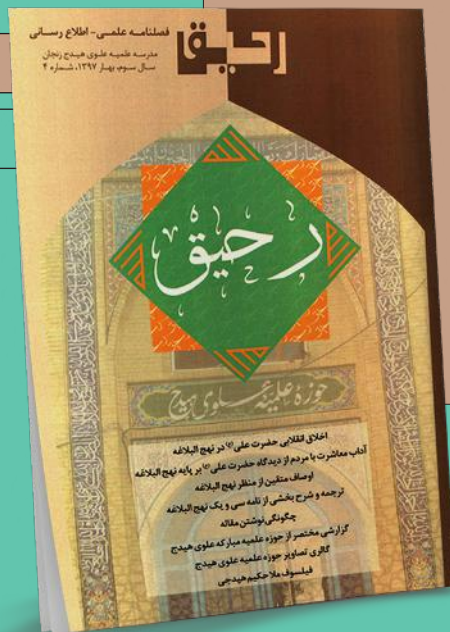 فصلنامه علمی - اطلاع رسانی
مدرسه علمیه علوی هیدج زنجان
سال سوم، بهار ۱۳۹۷، شماره ۴
رحیق
رحیق
حوزهٔ علمیه علوی هیدج
اخلاق انقلابی حضرت علی (ع) در نهج البلاغه
آداب معاشرت با مردم از دیدگاه حضرت علی (ع) بر پایه نهج البلاغه
اوصاف متقین از منظر نهج البلاغه
ترجمه و شرح بخشی از نامه سی و یک نهج البلاغه
چگونگی نوشتن مقاله
گزارشی مختصر از حوزه علمیه مبارکه علوی هیدج
گالری تصاویر حوزه علمیه علوی هیدج
فیلسوف ملا حکیم هیدجی